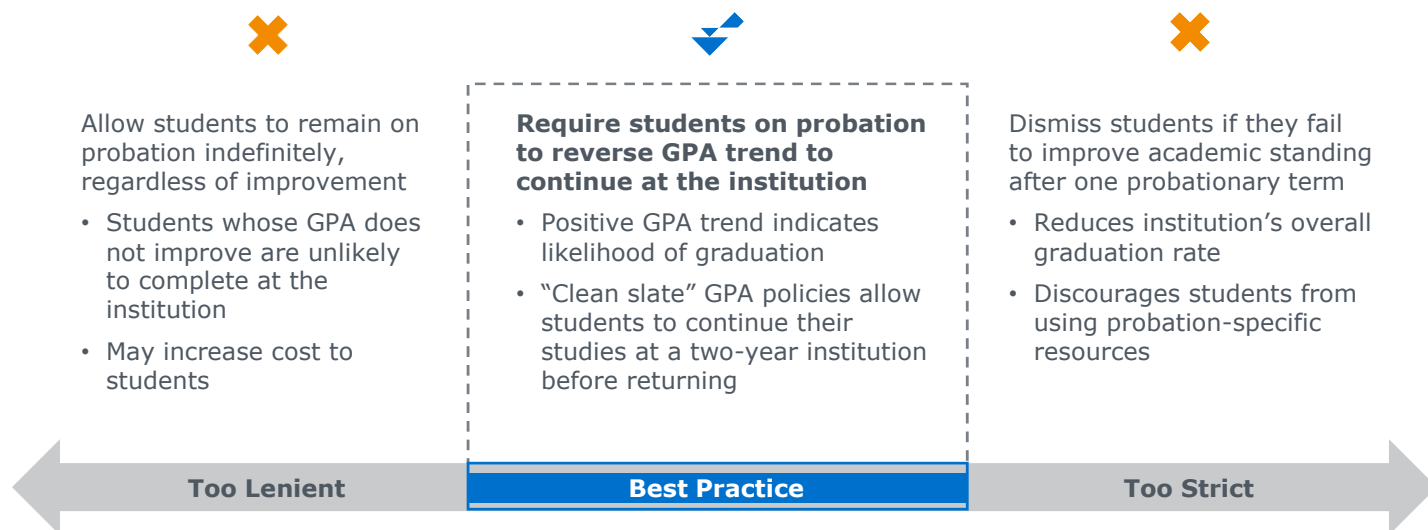 Allow students to remain on
probation indefinitely,
regardless of improvement
• Students whose GPA does
not improve are unlikely
to complete at the
institution
• May increase cost to
students
Require students on probation
to reverse GPA trend to
continue at the institution
• Positive GPA trend indicates
likelihood of graduation
• “Clean slate” GPA policies allow
students to continue their
studies at a two-year institution
before returning
Dismiss students if they fail
to improve academic standing
after one probationary term
• Reduces institution’s overall
graduation rate
• Discourages students from
using probation-specific
resources
Too Lenient
Best Practice
Too Strict